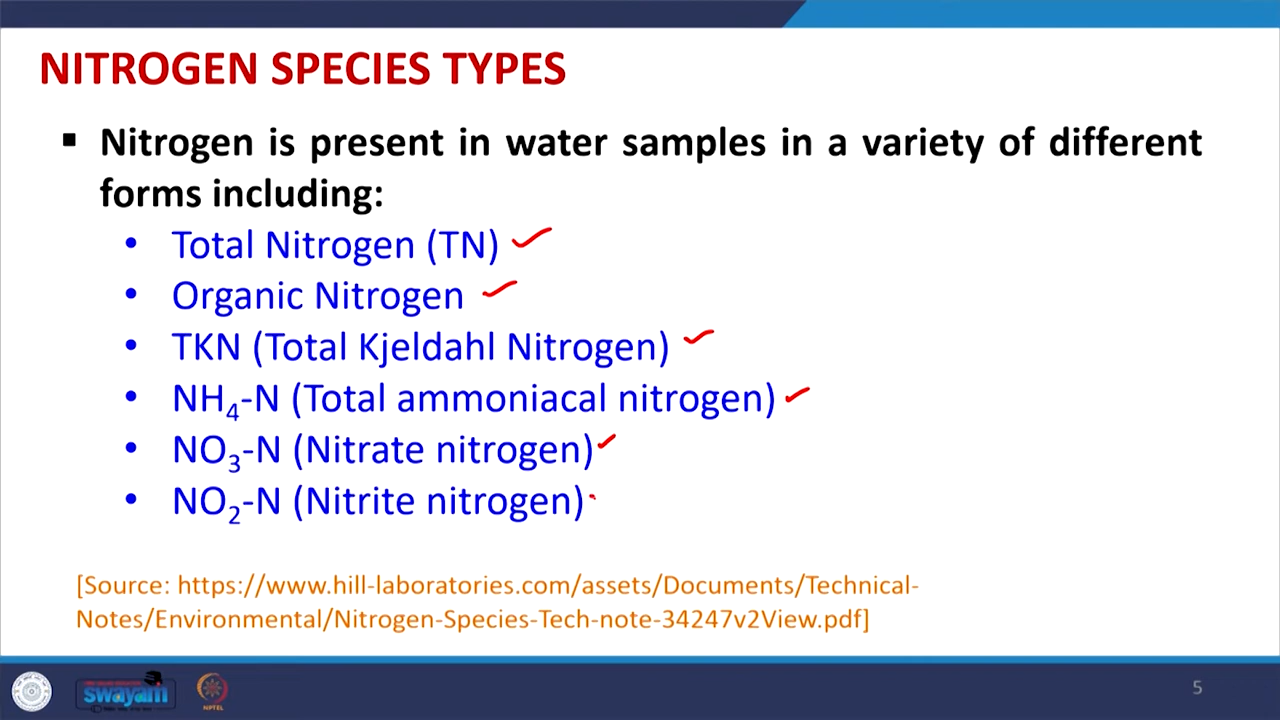 NITROGEN SPECIES TYPES
▪ Nitrogen is present in water samples in a variety of different
forms including:
• Total Nitrogen (TN)
• Organic Nitrogen
• TKN (Total Kjeldahl Nitrogen)
• NH₄-N (Total ammoniacal nitrogen)
• NO₃-N (Nitrate nitrogen)
• NO₂-N (Nitrite nitrogen)
[Source: https://www.hill-laboratories.com/assets/Documents/Technical-
Notes/Environmental/Nitrogen-Species-Tech-note-34247v2View.pdf]
swayam
NPTEL
5